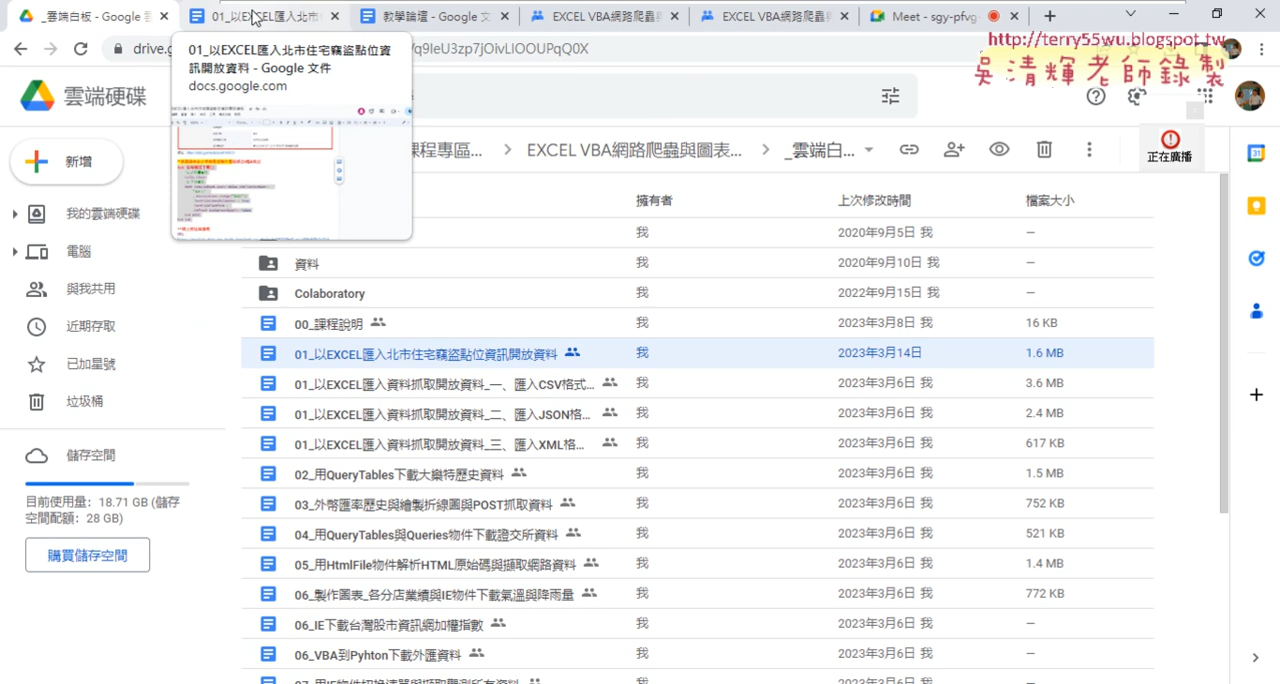 _雲端白板 - Google 雲
01_以EXCEL匯入北市
教學論壇 - Google 文
EXCEL VBA網路爬蟲
EXCEL VBA網路爬蟲
Meet - sgy-pfvg
drive.g
q9leU3zp7jOivLIOOUPqQ0X
http://terry55wu.blogspot.tw
吳清輝老師錄製
01_以EXCEL匯入北市住宅竊盜點位資
訊開放資料 - Google 文件
docs.google.com
雲端硬碟
正在廣播
新增
課程專區...
EXCEL VBA網路爬蟲與圖表...
_雲端白...
擁有者
上次修改時間
檔案大小
我的雲端硬碟
電腦
與我共用
近期存取
已加星號
垃圾桶
儲存空間
目前使用量：18.71 GB (儲存
空間配額：28 GB)
購買儲存空間
我
2020年9月5日 我
–
資料
我
2020年9月10日 我
–
Colaboratory
我
2022年9月15日 我
–
00_課程說明
我
2023年3月8日 我
16 KB
01_以EXCEL匯入北市住宅竊盜點位資訊開放資料
我
2023年3月14日
1.6 MB
01_以EXCEL匯入資料抓取開放資料_一、匯入CSV格式...
我
2023年3月6日 我
3.6 MB
01_以EXCEL匯入資料抓取開放資料_二、匯入JSON格...
我
2023年3月6日 我
2.4 MB
01_以EXCEL匯入資料抓取開放資料_三、匯入XML格...
我
2023年3月6日 我
617 KB
02_用QueryTables下載大樂特歷史資料
我
2023年3月6日 我
1.5 MB
03_外幣匯率歷史與繪製折線圖與POST抓取資料
我
2023年3月6日 我
752 KB
04_用QueryTables與Queries物件下載證交所資料
我
2023年3月6日 我
521 KB
05_用HtmlFile物件解析HTML原始碼與擷取網路資料
我
2023年3月6日 我
1.4 MB
06_製作圖表_各分店業績與IE物件下載氣溫與降雨量
我
2023年3月6日 我
772 KB
06_IE下載台灣股市資訊網加權指數
我
2023年3月6日 我
–
06_VBA到Pyhton下載外匯資料
我
2023年3月6日 我
–